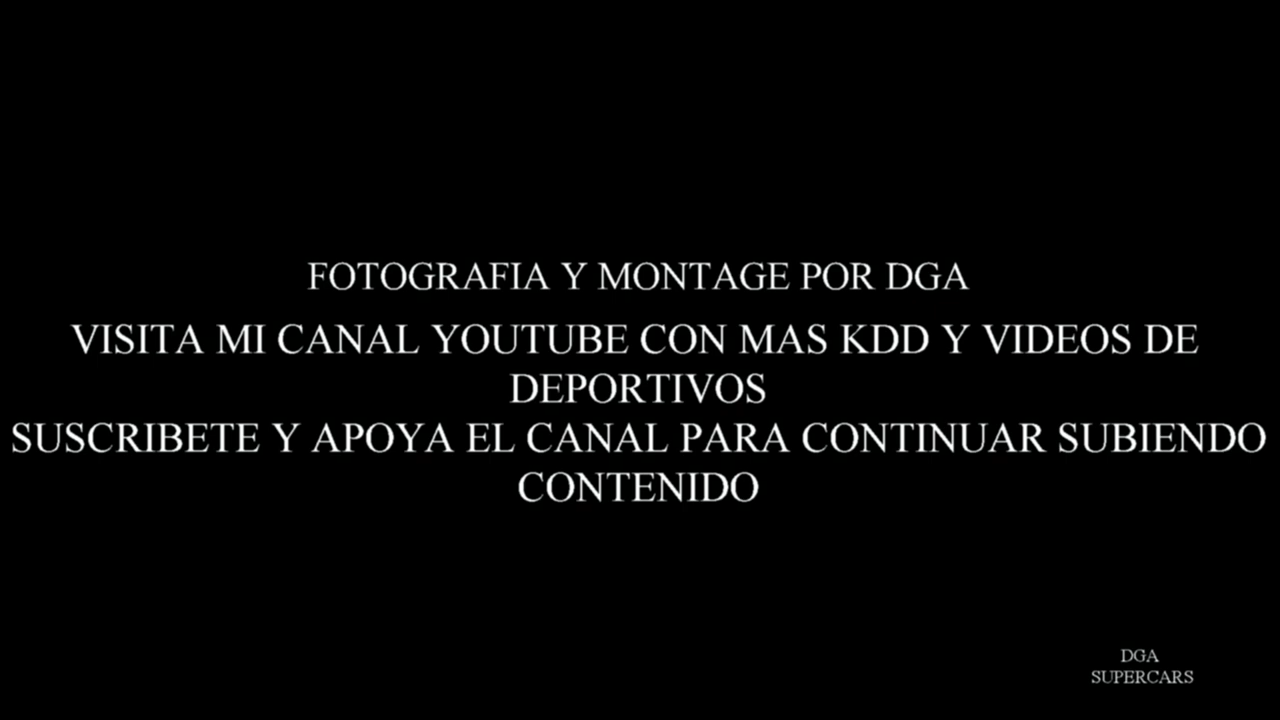 FOTOGRAFIA Y MONTAGE POR DGA
VISITA MI CANAL YOUTUBE CON MAS KDD Y VIDEOS DE
DEPORTIVOS
SUSCRIBETE Y APOYA EL CANAL PARA CONTINUAR SUBIENDO
CONTENIDO
DGA
SUPERCARS